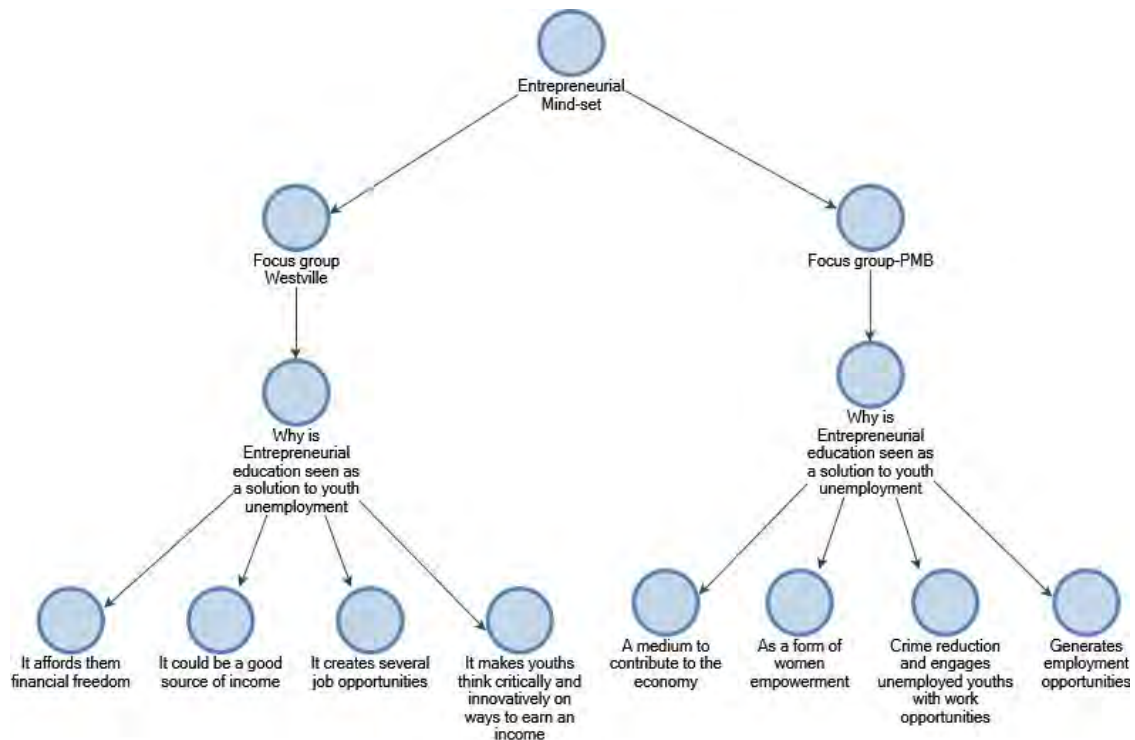 Entrepreneurial
Mind-set
Focus group
Westville
Focus group-PMB
Why is
Entrepreneurial
education seen as
a solution to youth
unemployment
Why is
Entrepreneurial
education seen as
a solution to youth
unemployment
It affords them
financial freedom
It could be a good
source of income
It creates several
job opportunities
It makes youths
think critically and
innovatively on
ways to earn an
income
A medium to
contribute to the
economy
As a form of
women
empowerment
Crime reduction
and engages
unemployed youths
with work
opportunities
Generates
employment
opportunities